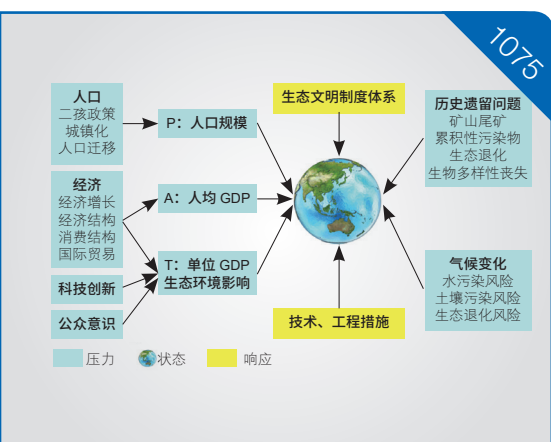 1075
人口
二孩政策
城镇化
人口迁移
经济
经济增长
经济结构
消费结构
国际贸易
科技创新
公众意识
P：人口规模
A：人均 GDP
T：单位 GDP
生态环境影响
生态文明制度体系
技术、工程措施
历史遗留问题
矿山尾矿
累积性污染物
生态退化
生物多样性丧失
气候变化
水污染风险
土壤污染风险
生态退化风险
压力
状态
响应